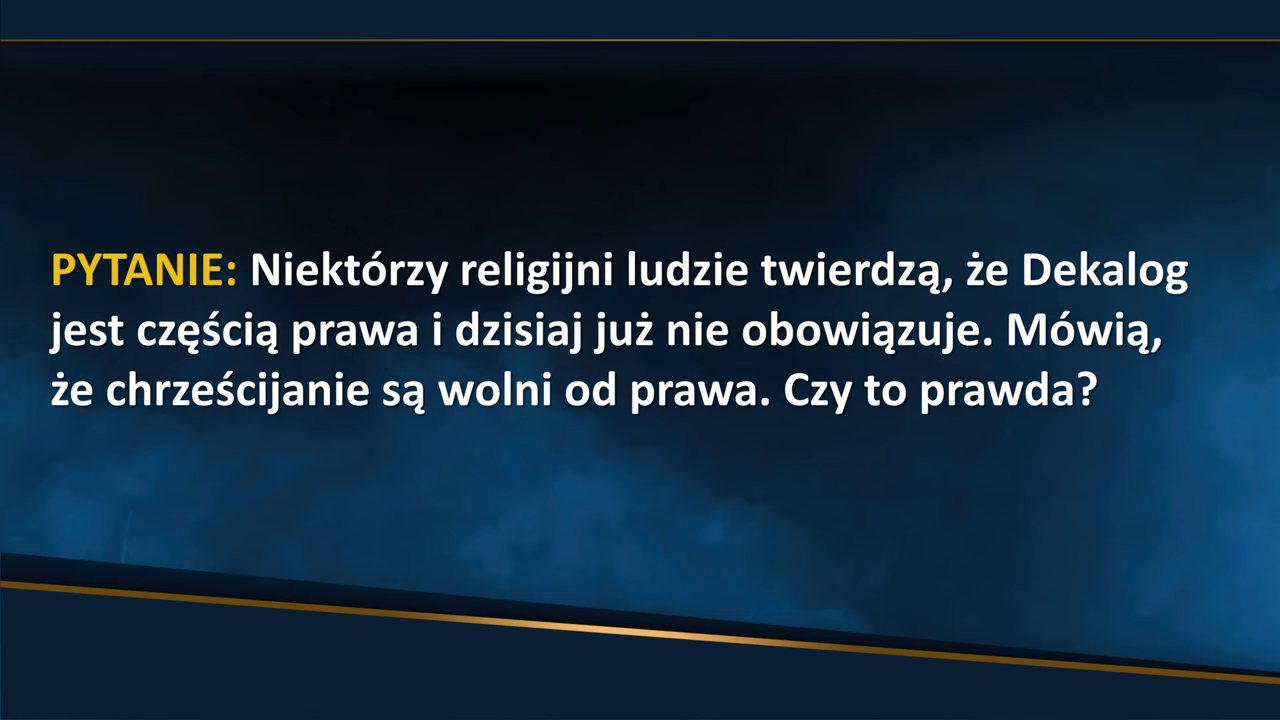 PYTANIE: Niektórzy religijni ludzie twierdzą, że Dekalog
jest częścią prawa i dzisiaj już nie obowiązuje. Mówią,
że chrześcijanie są wolni od prawa. Czy to prawda?